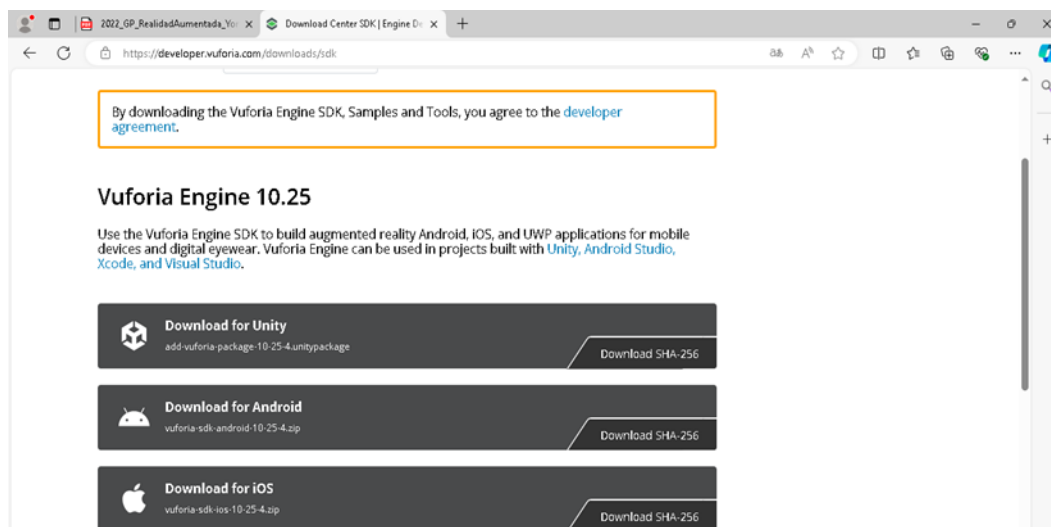 2022_GP_RealidadAumentada_Yo
Download Center SDK | Engine De
https://developer.vuforia.com/downloads/sdk
By downloading the Vuforia Engine SDK, Samples and Tools, you agree to the developer
agreement.
Vuforia Engine 10.25
Use the Vuforia Engine SDK to build augmented reality Android, iOS, and UWP applications for mobile
devices and digital eyewear. Vuforia Engine can be used in projects built with Unity, Android Studio,
Xcode, and Visual Studio.
Download for Unity
add-vuforia-package-10-25-4.unitypackage
Download SHA-256
Download for Android
vuforia-sdk-android-10-25-4.zip
Download SHA-256
Download for iOS
vuforia-sdk-ios-10-25-4.zip
Download SHA-256